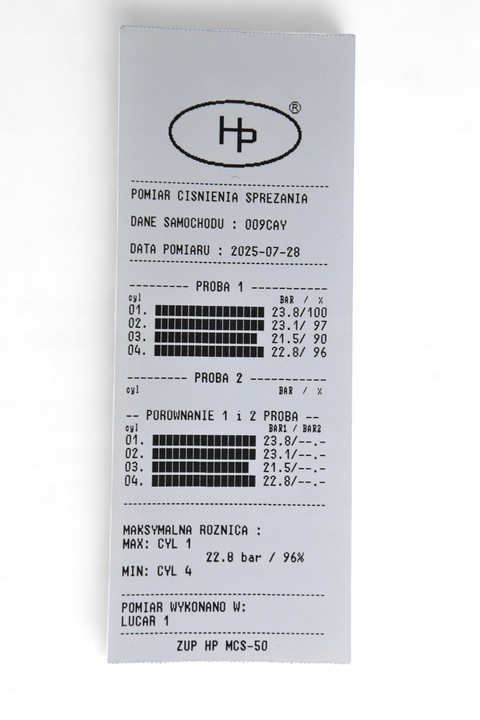 HP ®
POMIAR CISNIENIA SPREZANIA
DANE SAMOCHODU : 009CAY
DATA POMIARU : 2025-07-28
PROBA 1
cyl BAR / %
01. 23.8/100
02. 23.1/ 97
03. 21.5/ 90
04. 22.8/ 96
PROBA 2
cyl BAR / %
-- POROWNANIE 1 i 2 PROBA --
cyl BAR1 / BAR2
01. 23.8/--.-
02. 23.1/--.-
03. 21.5/--.-
04. 22.8/--.-
MAKSYMALNA ROZNICA :
MAX: CYL 1
22.8 bar / 96%
MIN: CYL 4
POMIAR WYKONANO W:
LUCAR 1
ZUP HP MCS-50